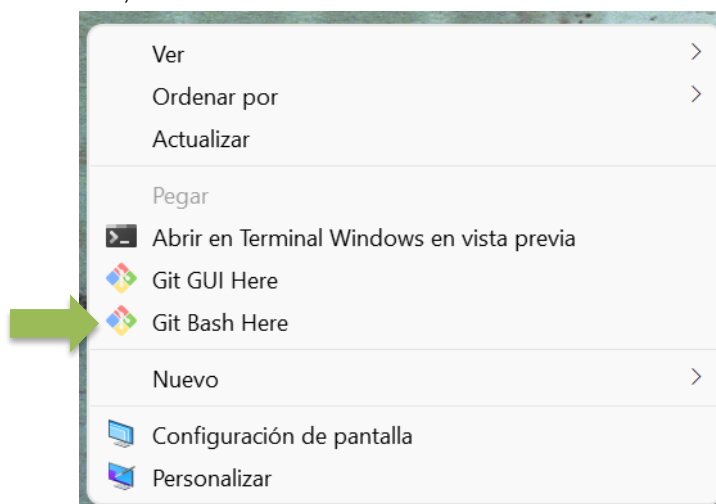 Ver
Ordenar por
Actualizar
Pegar
Abrir en Terminal Windows en vista previa
Git GUI Here
Git Bash Here
Nuevo
Configuración de pantalla
Personalizar